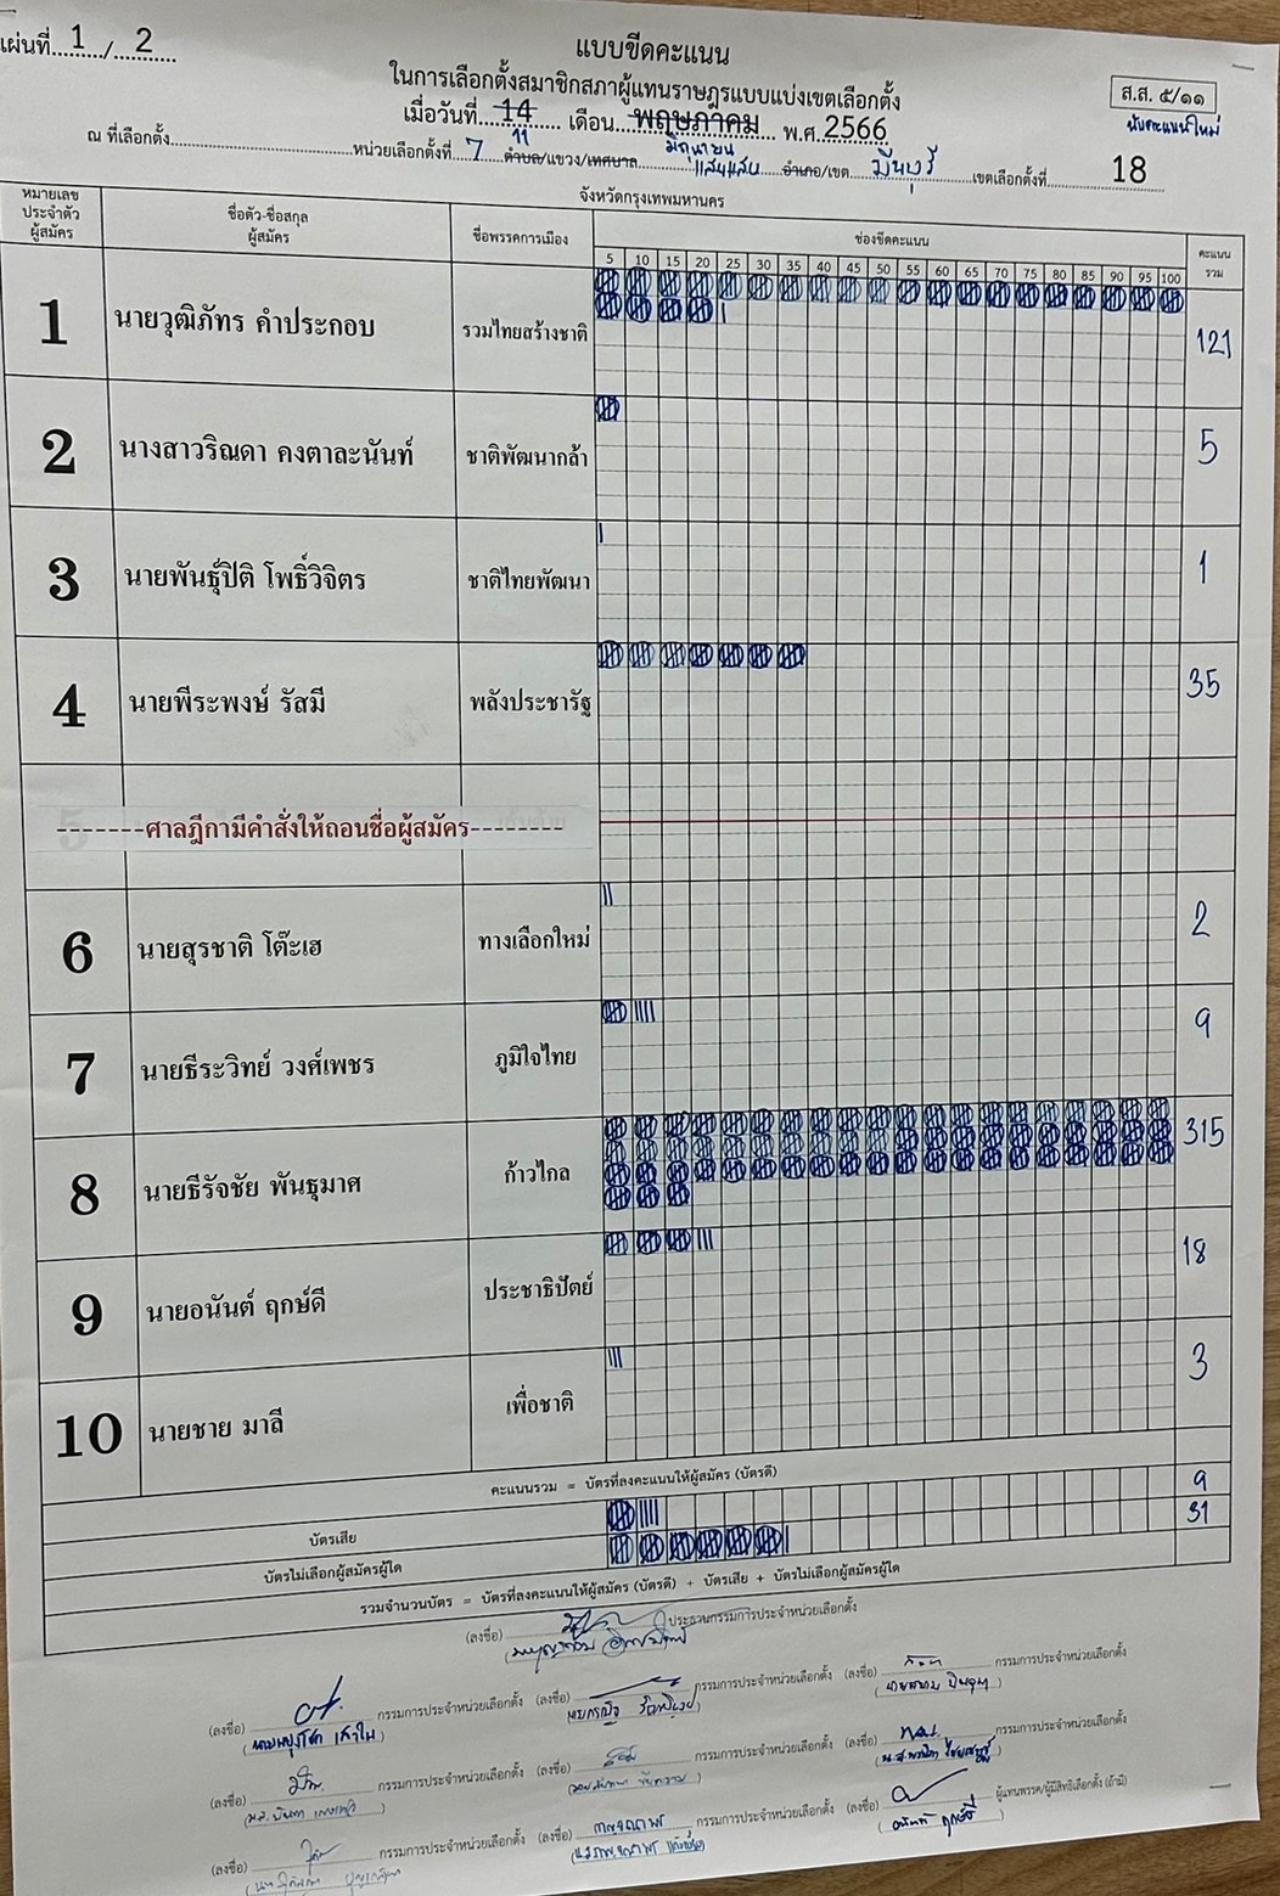 แผ่นที่ 1 / 2
แบบขีดคะแนน
ในการเลือกตั้งสมาชิกสภาผู้แทนราษฎรแบบแบ่งเขตเลือกตั้ง
ส.ส. ๕/๑๑
นับคะแนนใหม่
เมื่อวันที่ 14 เดือน พฤษภาคม พ.ศ. 2566
11 มิถุนายน
ณ ที่เลือกตั้ง หน่วยเลือกตั้งที่ 7 ตำบล/แขวง/เทศบาล แสนแสบ อำเภอ/เขต มีนบุรี เขตเลือกตั้งที่ 18
จังหวัดกรุงเทพมหานคร
หมายเลขประจำตัวผู้สมัคร ชื่อตัว-ชื่อสกุลผู้สมัคร ชื่อพรรคการเมือง ช่องขีดคะแนน คะแนนรวม
5 10 15 20 25 30 35 40 45 50 55 60 65 70 75 80 85 90 95 100
1 นายวุฒิภัทร คำประกอบ รวมไทยสร้างชาติ 121
2 นางสาวริณดา คงตาละนันท์ ชาติพัฒนากล้า 5
3 นายพันธุ์ปิติ โพธิ์วิจิตร ชาติไทยพัฒนา 1
4 นายพีระพงษ์ รัสมี พลังประชารัฐ 35
-------ศาลฎีกามีคำสั่งให้ถอนชื่อผู้สมัคร--------
6 นายสุรชาติ โต๊ะเฮ ทางเลือกใหม่ 2
7 นายธีระวิทย์ วงศ์เพชร ภูมิใจไทย 9
8 นายธีรัจชัย พันธุมาศ ก้าวไกล 315
9 นายอนันต์ ฤกษ์ดี ประชาธิปัตย์ 18
10 นายชาย มาลี เพื่อชาติ 3
คะแนนรวม = บัตรที่ลงคะแนนให้ผู้สมัคร (บัตรดี)
บัตรเสีย 9
บัตรไม่เลือกผู้สมัครผู้ใด 31
รวมจำนวนบัตร = บัตรที่ลงคะแนนให้ผู้สมัคร (บัตรดี) + บัตรเสีย + บัตรไม่เลือกผู้สมัครผู้ใด
(ลงชื่อ) ประธานกรรมการประจำหน่วยเลือกตั้ง
(ลงชื่อ) กรรมการประจำหน่วยเลือกตั้ง (ลงชื่อ) กรรมการประจำหน่วยเลือกตั้ง (ลงชื่อ) กรรมการประจำหน่วยเลือกตั้ง
(ลงชื่อ) กรรมการประจำหน่วยเลือกตั้ง (ลงชื่อ) กรรมการประจำหน่วยเลือกตั้ง (ลงชื่อ) กรรมการประจำหน่วยเลือกตั้ง
(ลงชื่อ) กรรมการประจำหน่วยเลือกตั้ง (ลงชื่อ) กรรมการประจำหน่วยเลือกตั้ง (ลงชื่อ) ผู้แทนพรรค/ผู้มีสิทธิเลือกตั้ง (ถ้ามี)
(อนันต์ ฤกษ์ดี)